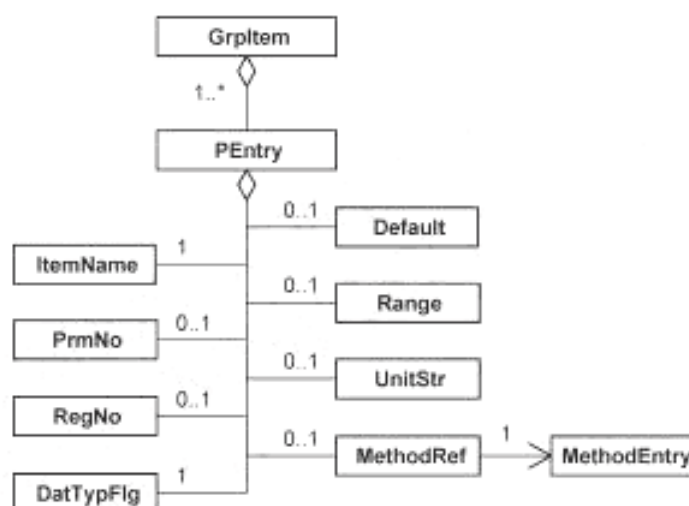 GrpItem
1..*
PEntry
0..1
Default
1
ItemName
0..1
Range
0..1
PrmNo
0..1
UnitStr
0..1
RegNo
0..1
MethodRef
1
MethodEntry
1
DatTypFlg